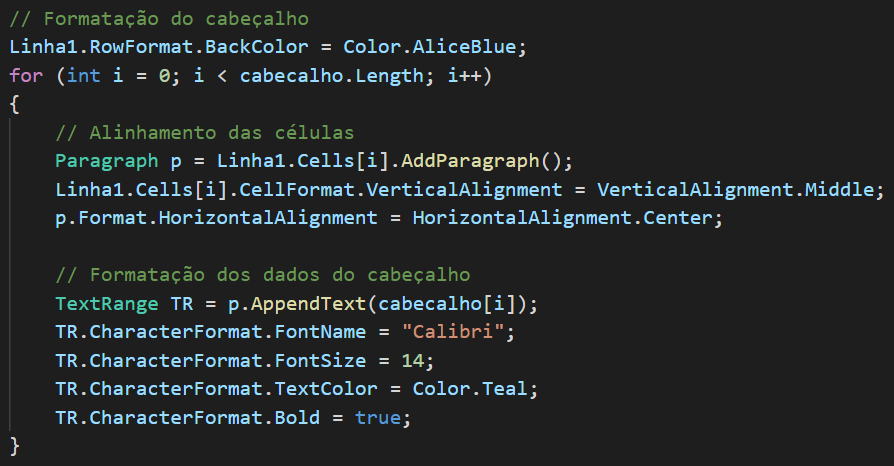 // Formatação do cabeçalho
Linha1.RowFormat.BackColor = Color.AliceBlue;
for (int i = 0; i < cabecalho.Length; i++)
{
    // Alinhamento das células
    Paragraph p = Linha1.Cells[i].AddParagraph();
    Linha1.Cells[i].CellFormat.VerticalAlignment = VerticalAlignment.Middle;
    p.Format.HorizontalAlignment = HorizontalAlignment.Center;

    // Formatação dos dados do cabeçalho
    TextRange TR = p.AppendText(cabecalho[i]);
    TR.CharacterFormat.FontName = "Calibri";
    TR.CharacterFormat.FontSize = 14;
    TR.CharacterFormat.TextColor = Color.Teal;
    TR.CharacterFormat.Bold = true;
}